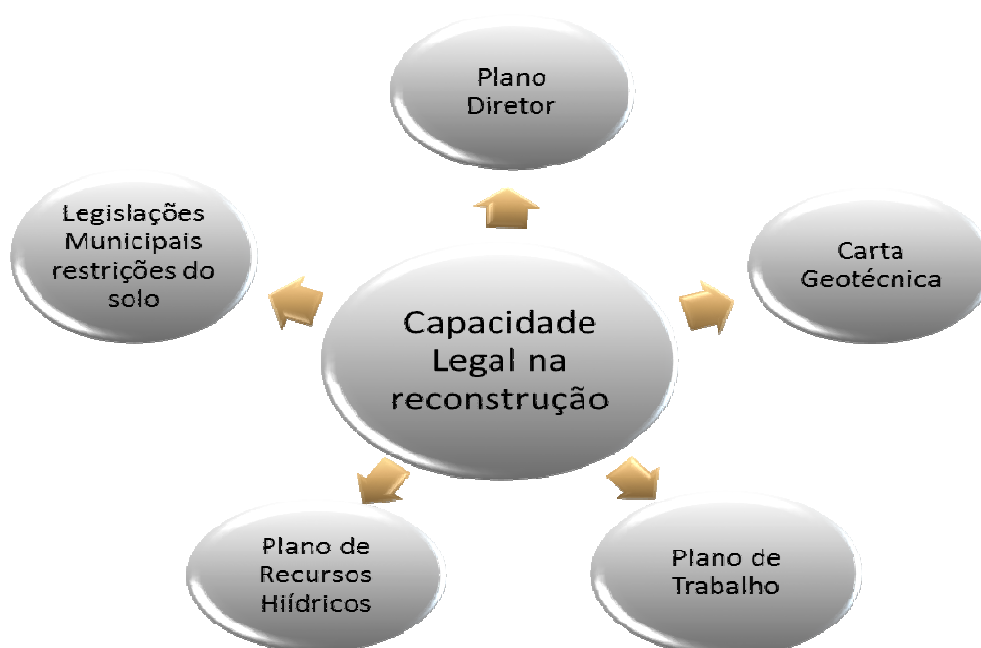 Plano
Diretor
Legislações
Municipais
restrições do
solo
Carta
Geotécnica
Capacidade
Legal na
reconstrução
Plano de
Recursos
Hiídricos
Plano de
Trabalho